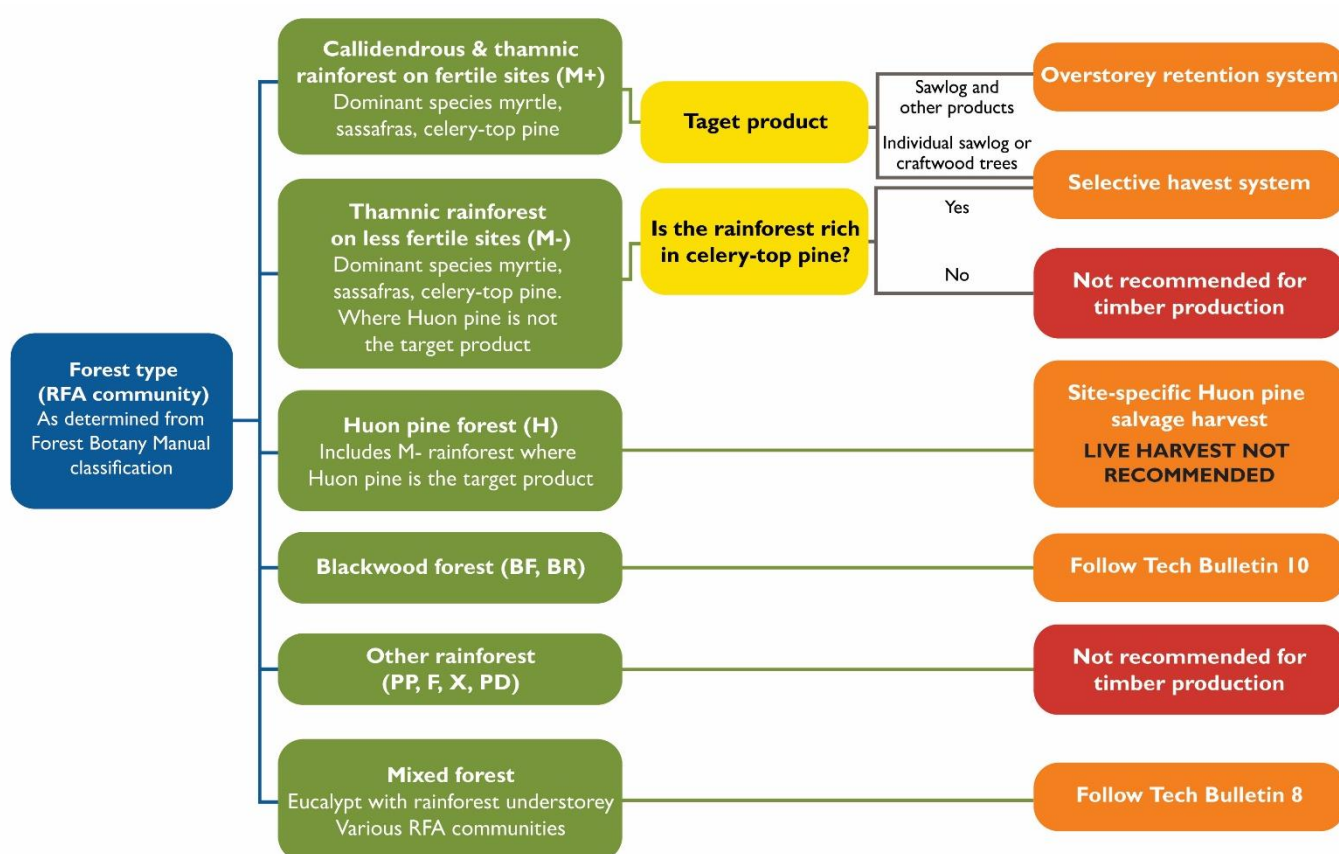 Forest type
(RFA community)
As determined from
Forest Botany Manual
classification
Callidendrous & thamnic
rainforest on fertile sites (M+)
Dominant species myrtle,
sassafras, celery-top pine
Taget product
Sawlog and
other products
Individual sawlog or
craftwood trees
Overstorey retention system
Selective havest system
Thamnic rainforest
on less fertile sites (M-)
Dominant species myrtie,
sassafras, celery-top pine.
Where Huon pine is not
the target product
Is the rainforest rich
in celery-top pine?
Yes
No
Not recommended for
timber production
Huon pine forest (H)
Includes M- rainforest where
Huon pine is the target product
Site-specific Huon pine
salvage harvest
LIVE HARVEST NOT
RECOMMENDED
Blackwood forest (BF, BR)
Follow Tech Bulletin 10
Other rainforest
(PP, F, X, PD)
Not recommended for
timber production
Mixed forest
Eucalypt with rainforest understorey
Various RFA communities
Follow Tech Bulletin 8